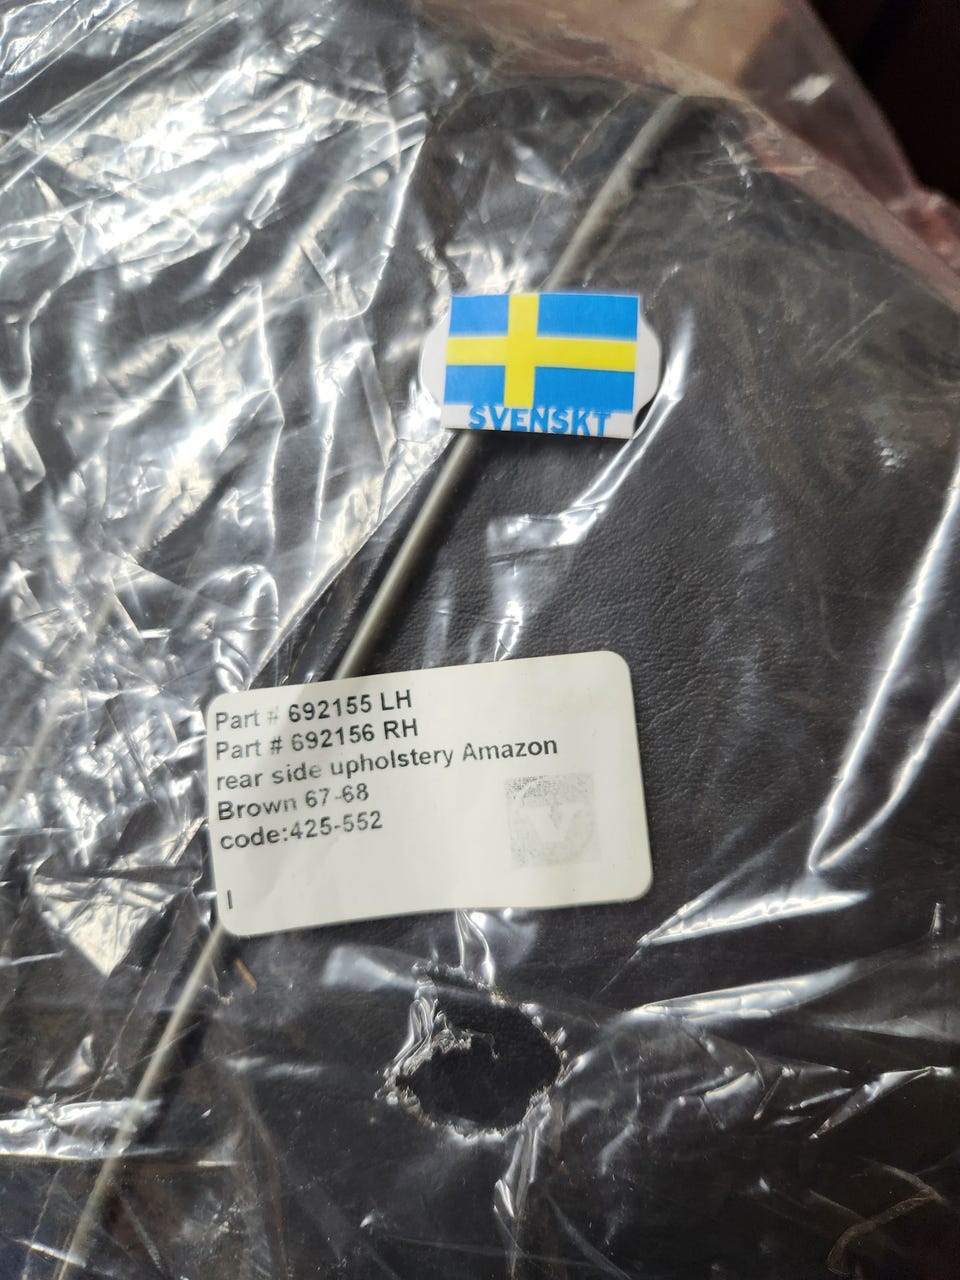 SVENSKT
Part # 692155 LH
Part # 692156 RH
rear side upholstery Amazon
Brown 67-68
code:425-552
I
V